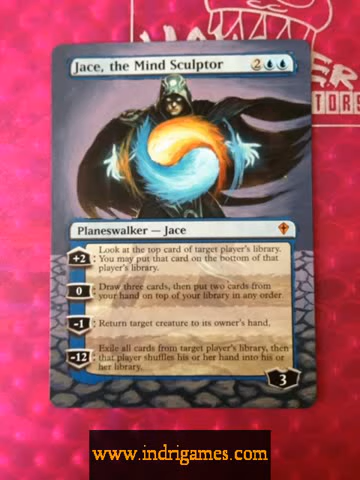 Jace, the Mind Sculptor 2
Planeswalker — Jace
Look at the top card of target player's library.
+2: You may put that card on the bottom of that
player's library.
0: Draw three cards, then put two cards from
your hand on top of your library in any order
-1: Return target creature to its owner's hand.
Exile all cards from target player's library, then
-12: that player shuffles his or her hand into his or
her library.
3
www.indrigames.com